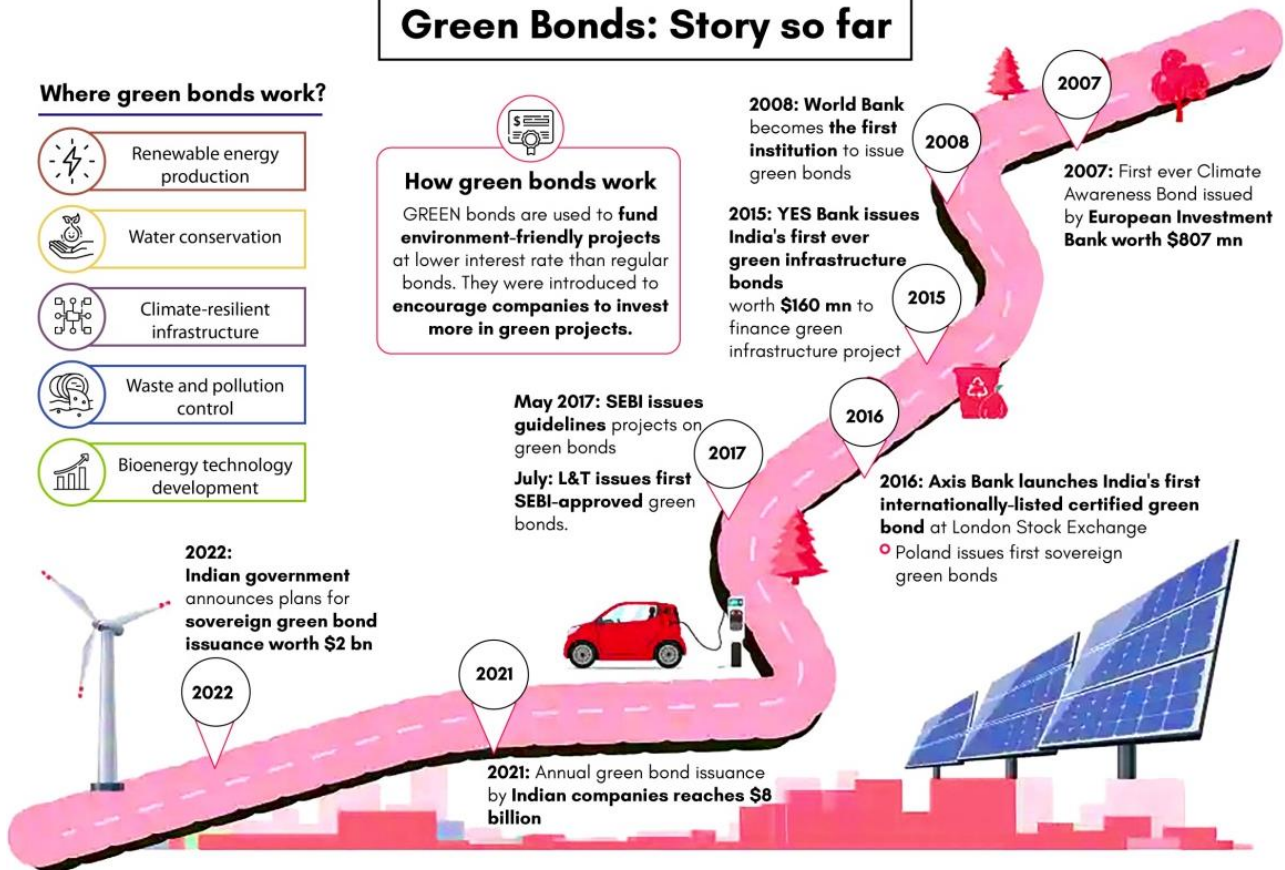 Green Bonds: Story so far
Where green bonds work?
Renewable energy
production
Water conservation
Climate-resilient
infrastructure
Waste and pollution
control
Bioenergy technology
development
$
How green bonds work
GREEN bonds are used to fund
environment-friendly projects
at lower interest rate than regular
bonds. They were introduced to
encourage companies to invest
more in green projects.
2007
2007: First ever Climate
Awareness Bond issued
by European Investment
Bank worth $807 mn
2008: World Bank
becomes the first
institution to issue
green bonds
2008
2015: YES Bank issues
India's first ever
green infrastructure
bonds
worth $160 mn to
finance green
infrastructure project
2015
2016
2016: Axis Bank launches India's first
internationally-listed certified green
bond at London Stock Exchange
Poland issues first sovereign
green bonds
May 2017: SEBI issues
guidelines projects on
green bonds
July: L&T issues first
SEBI-approved green
bonds.
2017
2021
2021: Annual green bond issuance
by Indian companies reaches $8
billion
2022:
Indian government
announces plans for
sovereign green bond
issuance worth $2 bn
2022